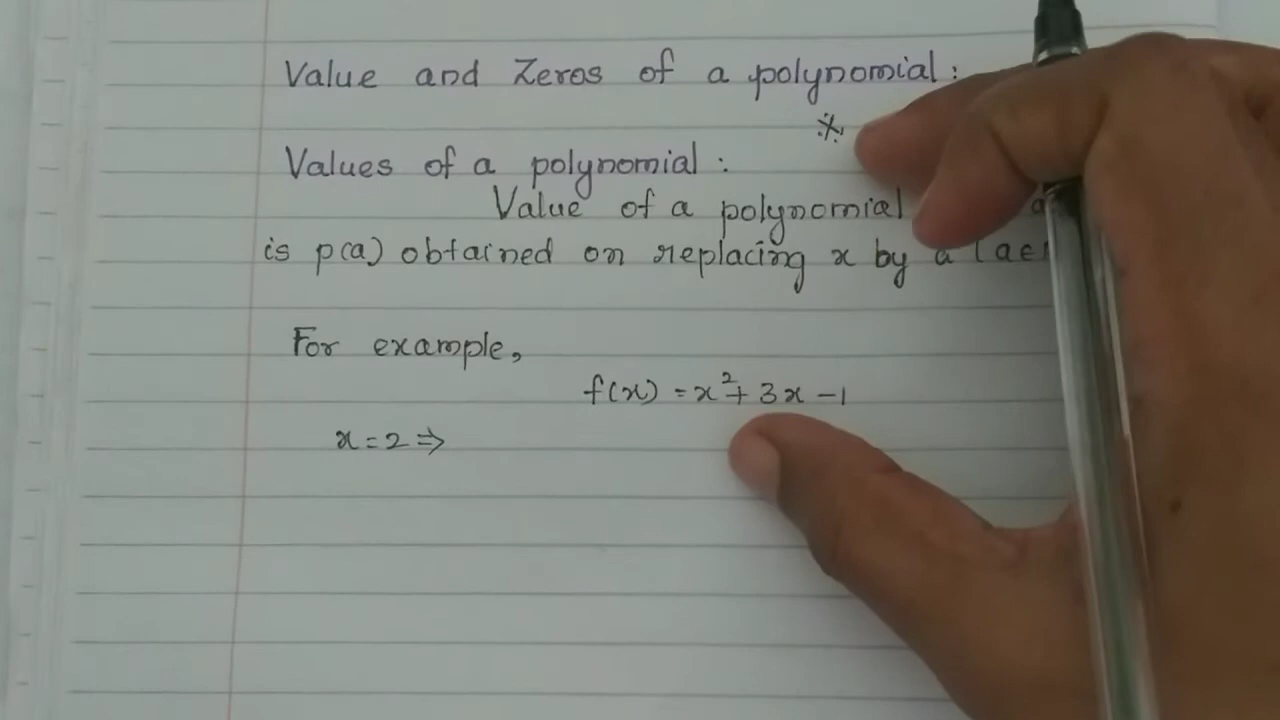 Value and Zeros of a polynomial:
Values of a polynomial:
Value of a polynomial
is p(a) obtained on replacing x by a
For example,
f(x) = x² + 3x - 1
x = 2 ⇒